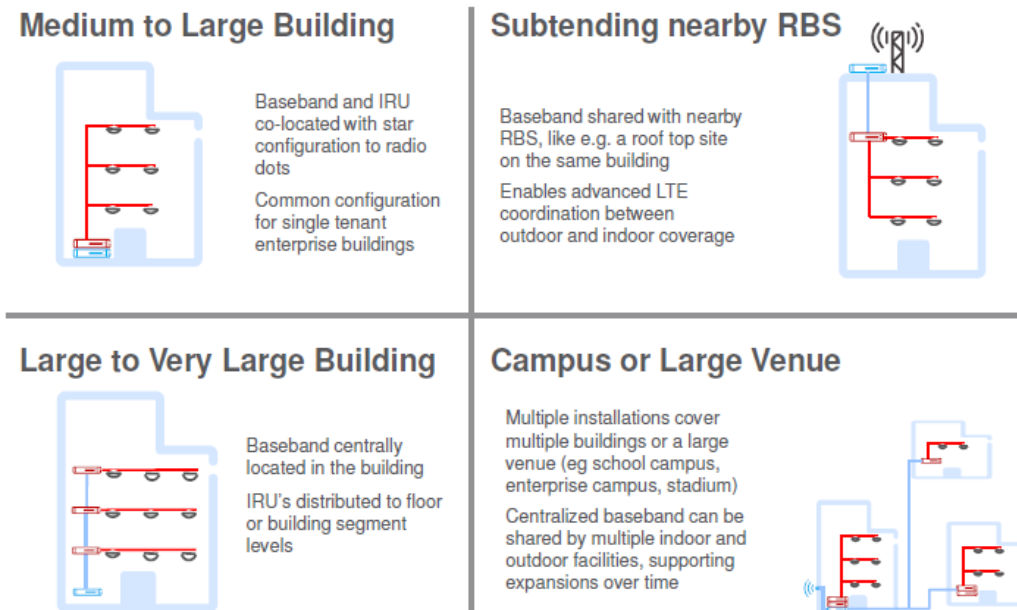 Medium to Large Building
Baseband and IRU
co-located with star
configuration to radio
dots
Common configuration
for single tenant
enterprise buildings
Subtending nearby RBS
Baseband shared with nearby
RBS, like e.g. a roof top site
on the same building
Enables advanced LTE
coordination between
outdoor and indoor coverage
Large to Very Large Building
Baseband centrally
located in the building
IRU's distributed to floor
or building segment
levels
Campus or Large Venue
Multiple installations cover
multiple buildings or a large
venue (eg school campus,
enterprise campus, stadium)
Centralized baseband can be
shared by multiple indoor and
outdoor facilities, supporting
expansions over time